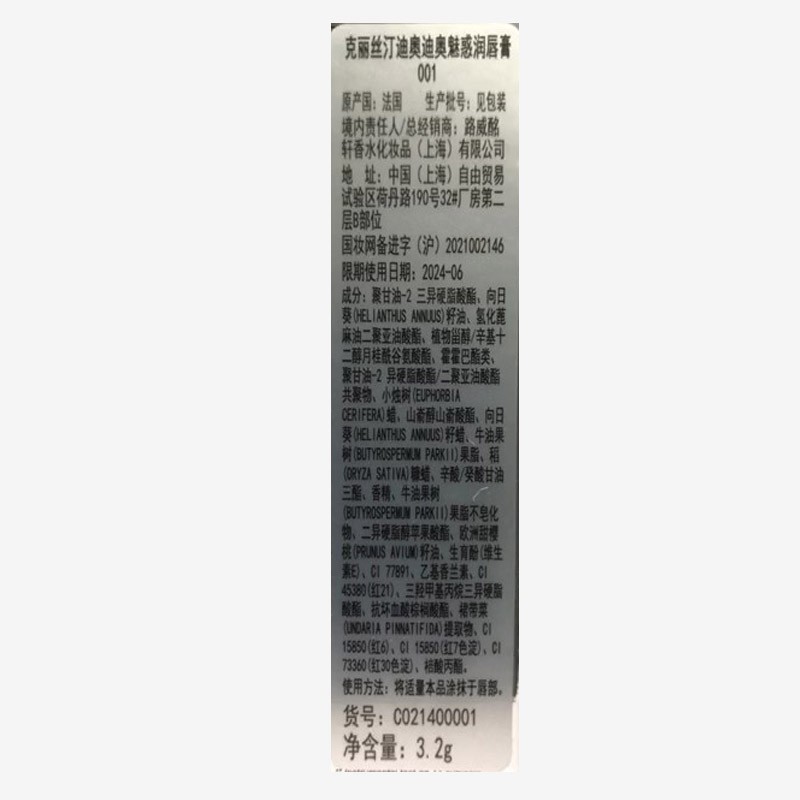 克丽丝汀迪奥迪奥魅惑润唇膏
001
原产国：法国 生产批号：见包装
境内责任人/总经销商：路威酩
轩香水化妆品（上海）有限公司
地 址：中国（上海）自由贸易
试验区荷丹路190号32#厂房第二
层B部位
国妆网备进字（沪）2021002146
限期使用日期：2024-06
成分：聚甘油-2 三异硬脂酸酯、向日
葵(HELIANTHUS ANNUUS)籽油、氢化蓖
麻油二聚亚油酸酯、植物甾醇/辛基十
二醇月桂酰谷氨酸酯、霍霍巴酯类、
聚甘油-2 异硬脂酸酯/二聚亚油酸酯
共聚物、小烛树(EUPHORBIA
CERIFERA)蜡、山嵛醇山嵛酸酯、向日
葵(HELIANTHUS ANNUUS)籽蜡、牛油果
树(BUTYROSPERMUM PARKII)果脂、稻
(ORYZA SATIVA)糠蜡、辛酸/癸酸甘油
三酯、香精、牛油果树
(BUTYROSPERMUM PARKII)果脂不皂化
物、二异硬脂醇苹果酸酯、欧洲甜樱
桃(PRUNUS AVIUM)籽油、生育酚(维生
素E)、CI 77891、乙基香兰素、CI
45380(红21)、三羟甲基丙烷三异硬脂
酸酯、抗坏血酸棕榈酸酯、裙带菜
(UNDARIA PINNATIFIDA)提取物、CI
15850(红6)、CI 15850(红7色淀)、CI
73360(红30色淀)、棓酸丙酯。
使用方法：将适量本品涂抹于唇部。
货号：C021400001
净含量：3.2g